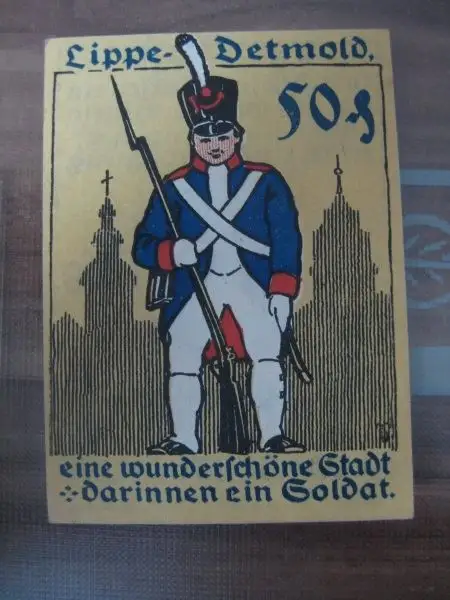 Lippe-Detmold,
50 ₰
eine wunderſchöne Stadt
darinnen ein Soldat.